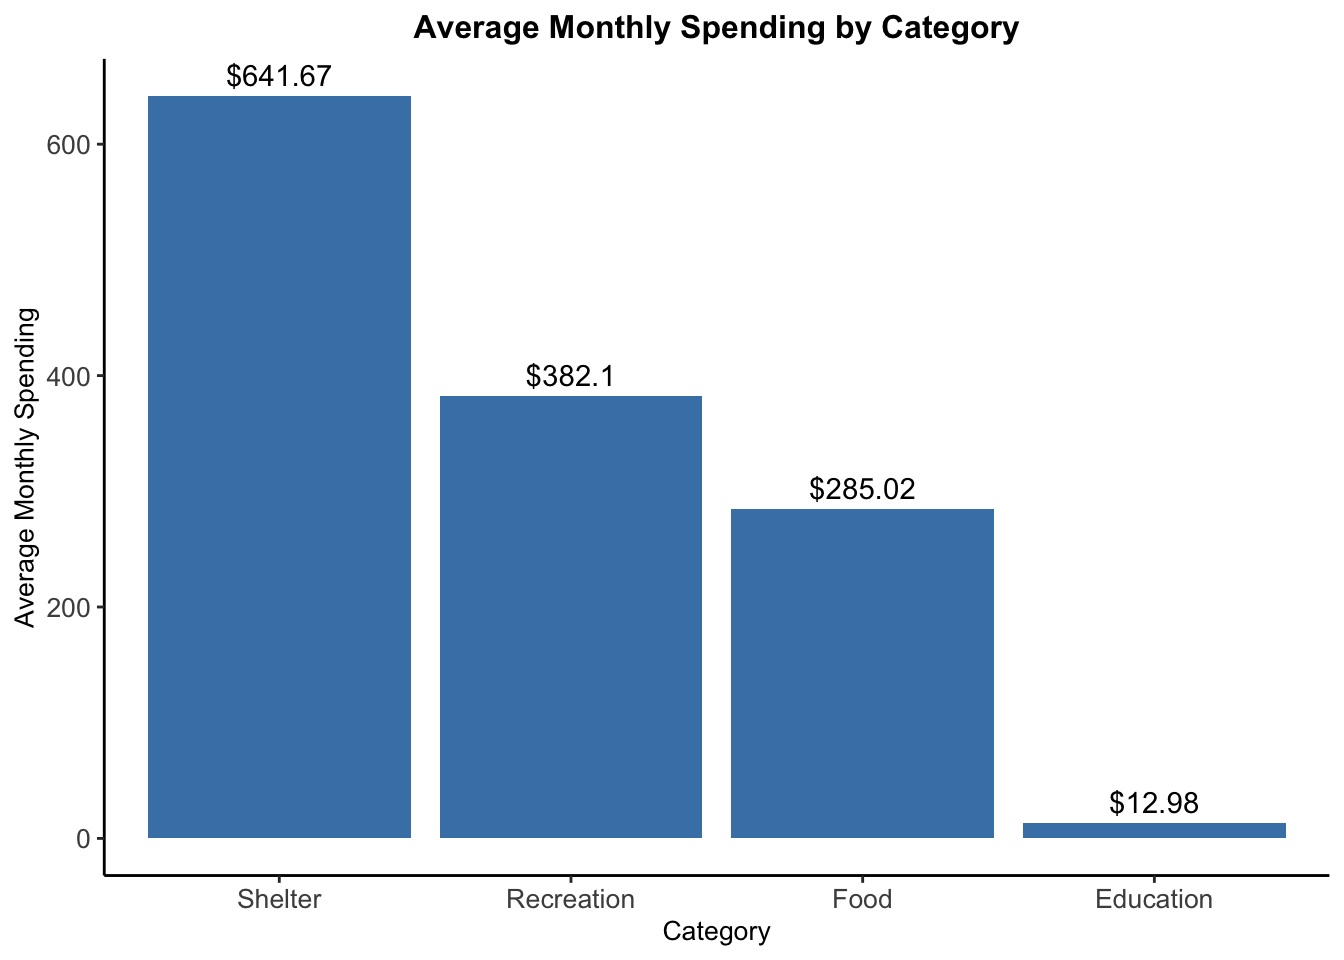 Average Monthly Spending by Category
$641.67
600
$382.1
400
$285.02
200
$12.98
0
Average Monthly Spending
Shelter Recreation Food Education
Category